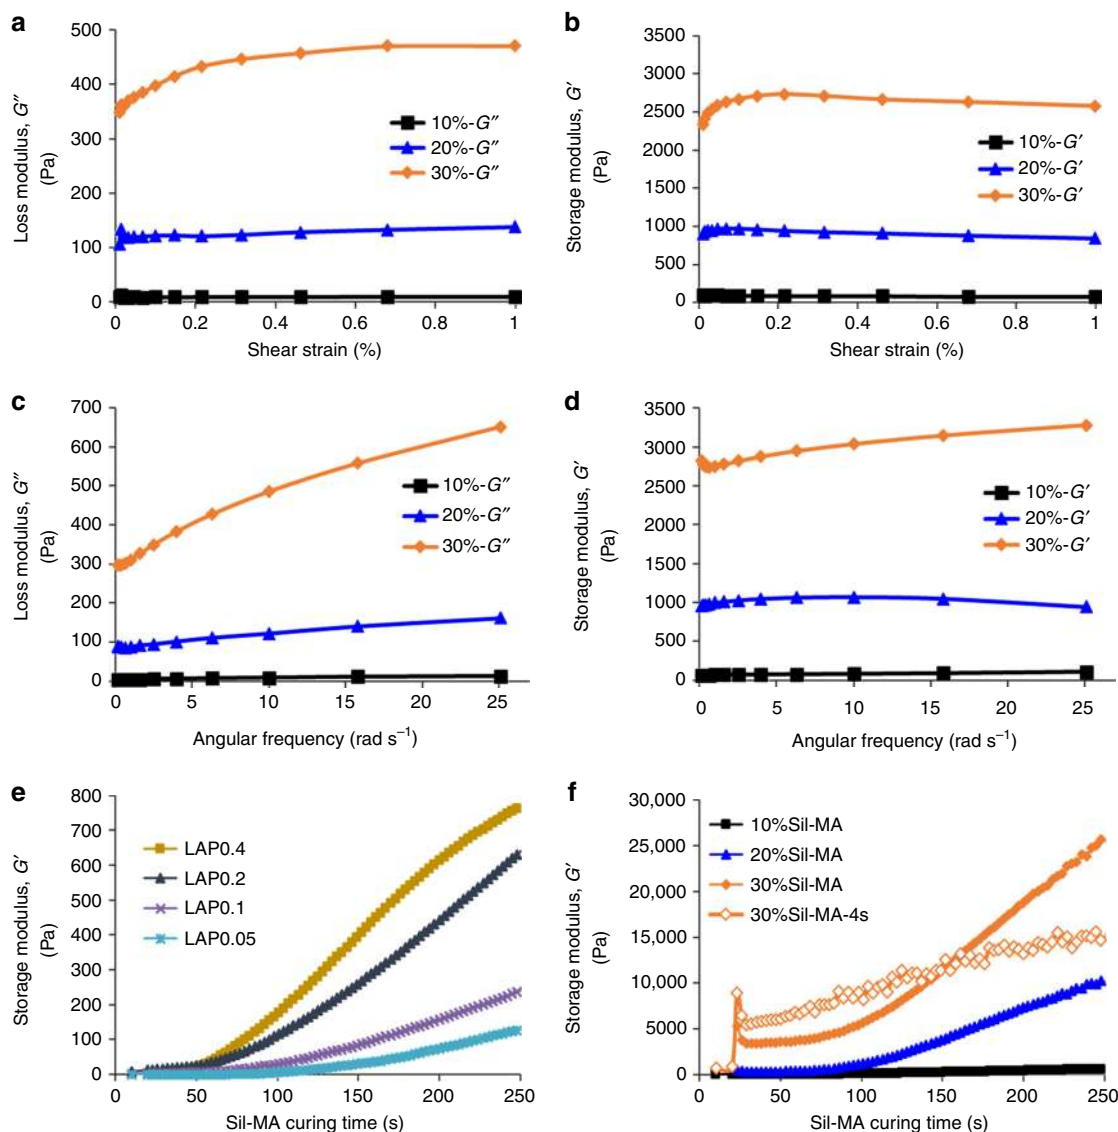 a
Loss modulus, G″
(Pa)
500
400
300
200
100
0
10%-G″
20%-G″
30%-G″
0 0.2 0.4 0.6 0.8 1
Shear strain (%)
b
Storage modulus, G′
(Pa)
3500
3000
2500
2000
1500
1000
500
0
10%-G′
20%-G′
30%-G′
0 0.2 0.4 0.6 0.8 1
Shear strain (%)
c
Loss modulus, G″
(Pa)
700
600
500
400
300
200
100
0
10%-G″
20%-G″
30%-G″
0 5 10 15 20 25
Angular frequency (rad s⁻¹)
d
Storage modulus, G′
(Pa)
3500
3000
2500
2000
1500
1000
500
0
10%-G′
20%-G′
30%-G′
0 5 10 15 20 25
Angular frequency (rad s⁻¹)
e
Storage modulus, G′
(Pa)
800
700
600
500
400
300
200
100
0
LAP0.4
LAP0.2
LAP0.1
LAP0.05
0 50 100 150 200 250
Sil-MA curing time (s)
f
Storage modulus, G′
(Pa)
30,000
25,000
20,000
15,000
10,000
5000
0
10%Sil-MA
20%Sil-MA
30%Sil-MA
30%Sil-MA-4s
0 50 100 150 200 250
Sil-MA curing time (s)